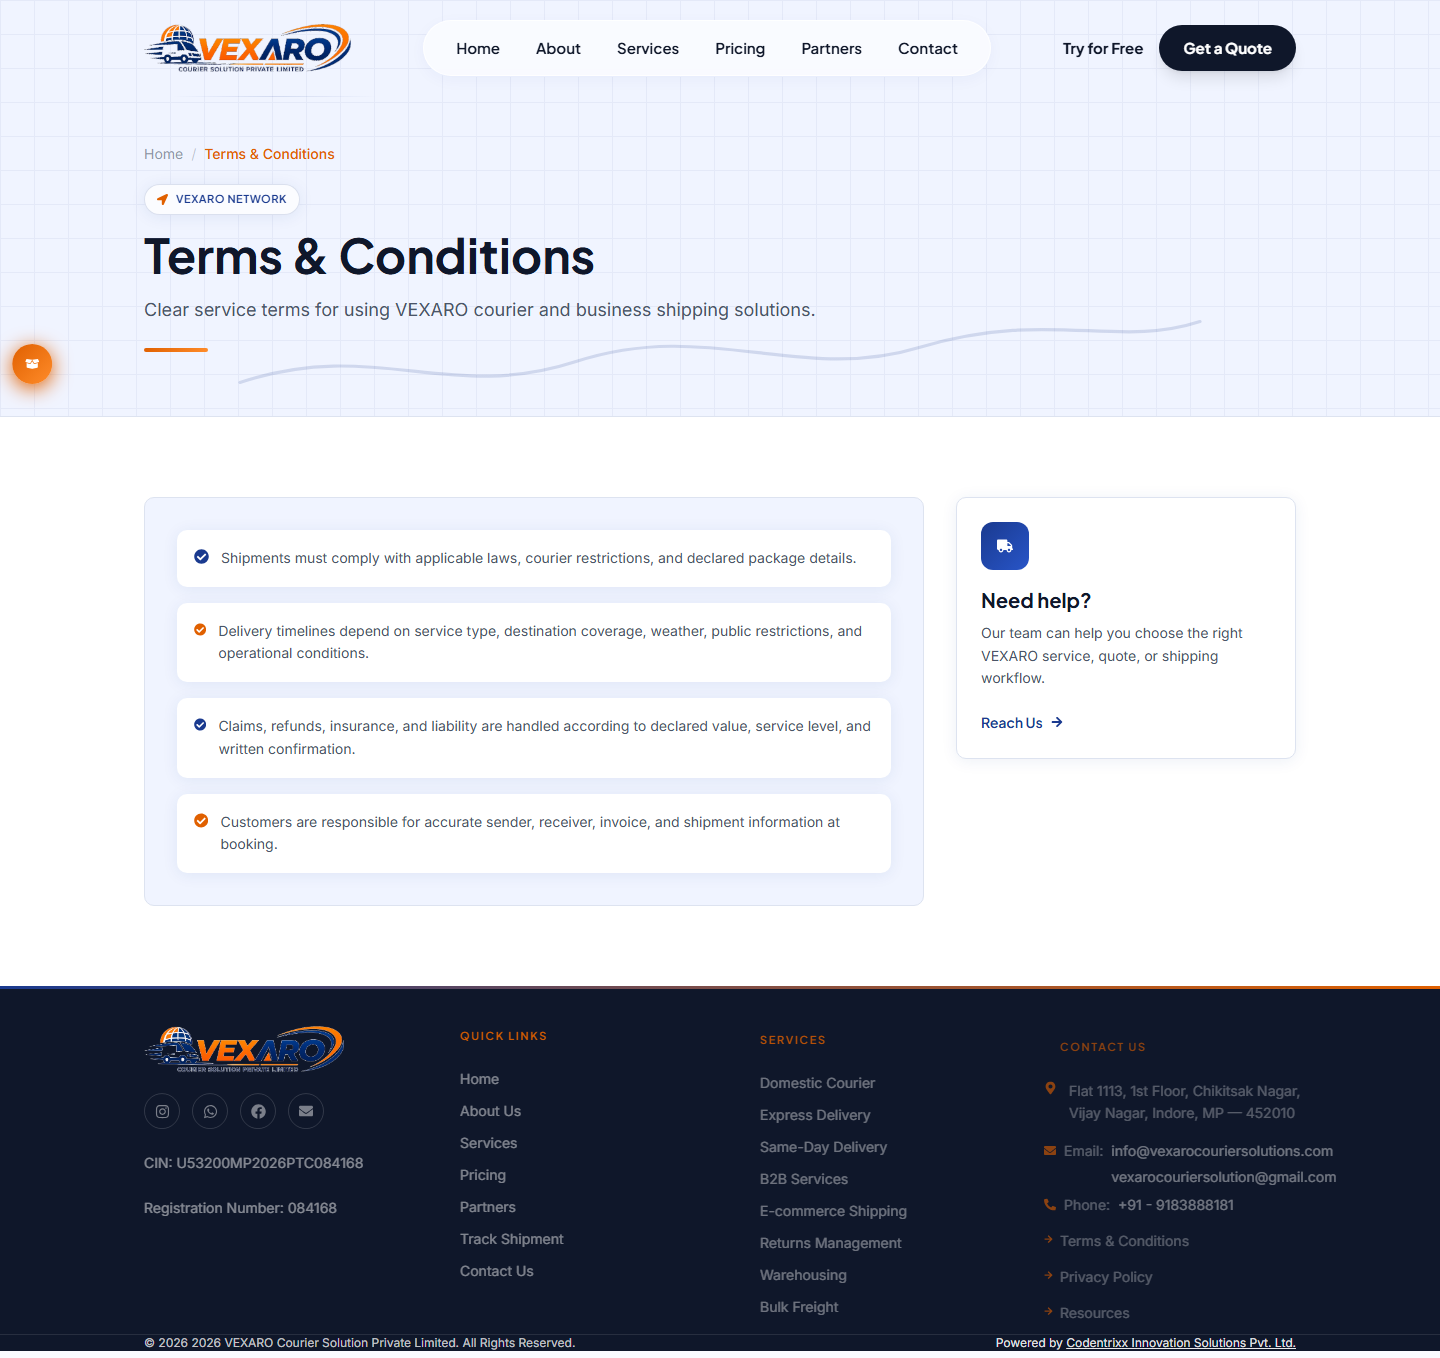 VEXARO
COURIER SOLUTION PRIVATE LIMITED
Home
About
Services
Pricing
Partners
Contact
Try for Free
Get a Quote
Home / Terms & Conditions
VEXARO NETWORK
Terms & Conditions
Clear service terms for using VEXARO courier and business shipping solutions.
Shipments must comply with applicable laws, courier restrictions, and declared package details.
Delivery timelines depend on service type, destination coverage, weather, public restrictions, and
operational conditions.
Claims, refunds, insurance, and liability are handled according to declared value, service level, and
written confirmation.
Customers are responsible for accurate sender, receiver, invoice, and shipment information at
booking.
Need help?
Our team can help you choose the right
VEXARO service, quote, or shipping
workflow.
Reach Us
VEXARO
COURIER SOLUTION PRIVATE LIMITED
CIN: U53200MP2026PTC084168
Registration Number: 084168
QUICK LINKS
Home
About Us
Services
Pricing
Partners
Track Shipment
Contact Us
SERVICES
Domestic Courier
Express Delivery
Same-Day Delivery
B2B Services
E-commerce Shipping
Returns Management
Warehousing
Bulk Freight
CONTACT US
Flat 1113, 1st Floor, Chikitsak Nagar,
Vijay Nagar, Indore, MP — 452010
Email: info@vexarocouriersolutions.com
vexarocouriersolution@gmail.com
Phone: +91 - 9183888181
Terms & Conditions
Privacy Policy
Resources
© 2026 2026 VEXARO Courier Solution Private Limited. All Rights Reserved.
Powered by Codentrixx Innovation Solutions Pvt. Ltd.